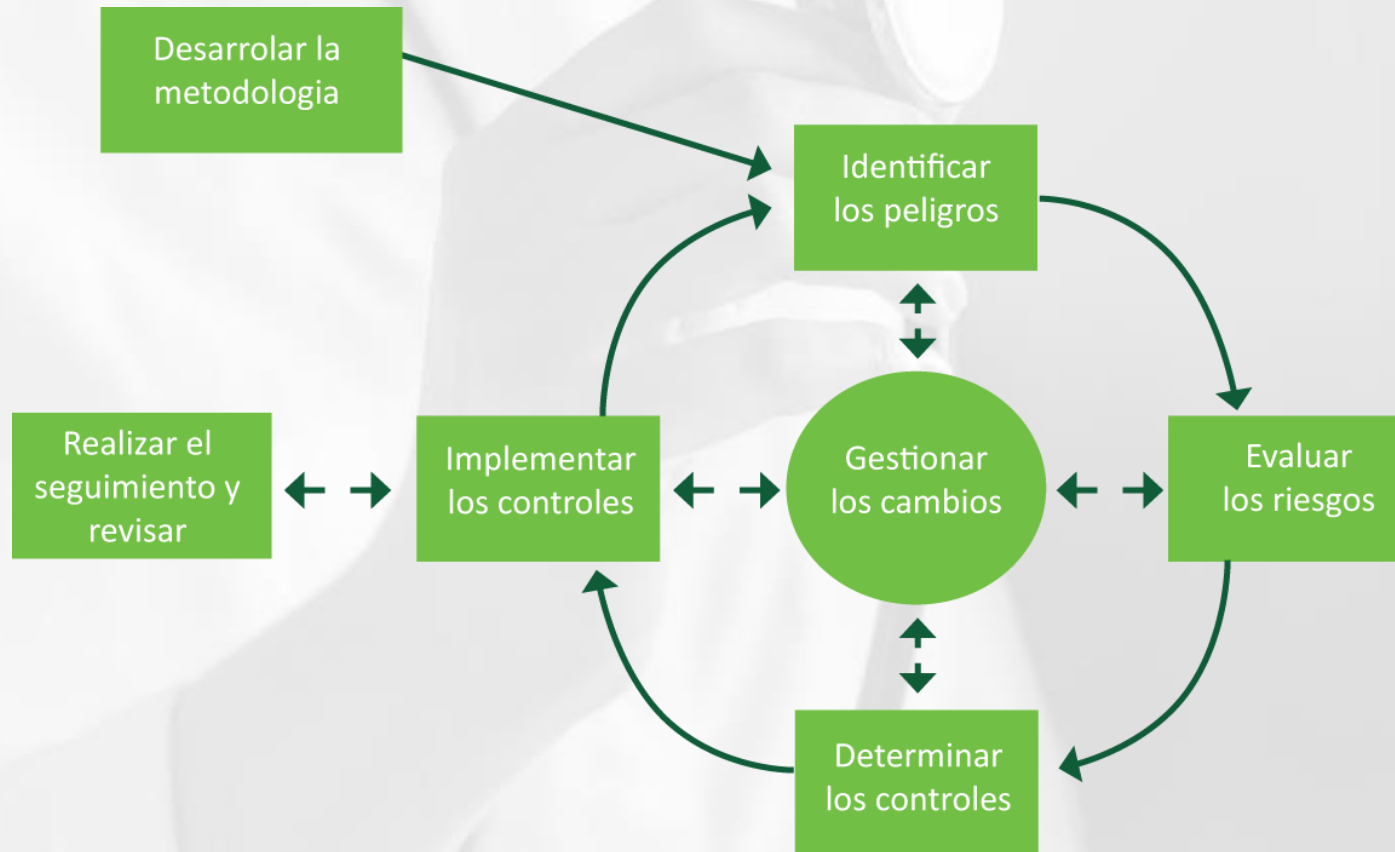 Desarrolar la
metodologia
Identificar
los peligros
Realizar el
seguimiento y
revisar
Implementar
los controles
Gestionar
los cambios
Evaluar
los riesgos
Determinar
los controles